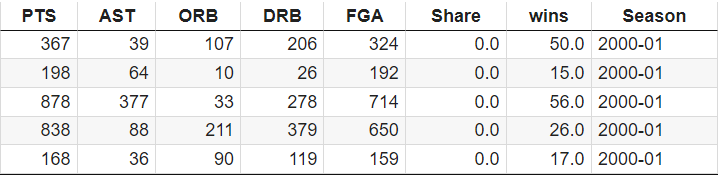 PTS AST ORB DRB FGA Share wins Season
367 39 107 206 324 0.0 50.0 2000-01
198 64 10 26 192 0.0 15.0 2000-01
878 377 33 278 714 0.0 56.0 2000-01
838 88 211 379 650 0.0 26.0 2000-01
168 36 90 119 159 0.0 17.0 2000-01